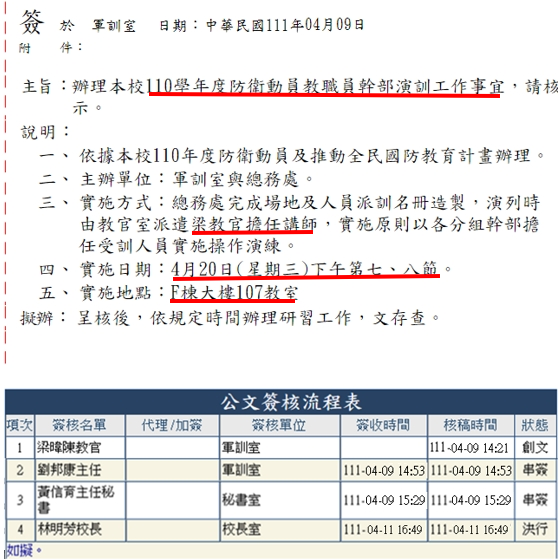 簽 於 軍訓室 日期：中華民國111年04月09日
附 件：
主旨：辦理本校110學年度防衛動員教職員幹部演訓工作事宜，請核
示。
說明：
一、依據本校110年度防衛動員及推動全民國防教育計畫辦理。
二、主辦單位：軍訓室與總務處。
三、實施方式：總務處完成場地及人員派訓名冊造製，演列時
由教官室派遣梁教官擔任講師，實施原則以各分組幹部擔
任受訓人員實施操作演練。
四、實施日期：4月20日(星期三)下午第七、八節。
五、實施地點：F棟大樓107教室
擬辦：呈核後，依規定時間辦理研習工作，文存查。
公文簽核流程表
項次 簽核名單 代理/加簽 簽核單位 簽收時間 核稿時間 狀態
1 梁暐陳教官 軍訓室 111-04-09 14:21 創文
2 劉邦康主任 軍訓室 111-04-09 14:53 111-04-09 14:53 串簽
3 黃信育主任秘書 秘書室 111-04-09 15:29 111-04-09 15:29 串簽
4 林明芳校長 校長室 111-04-11 16:49 111-04-11 16:49 決行
如擬。